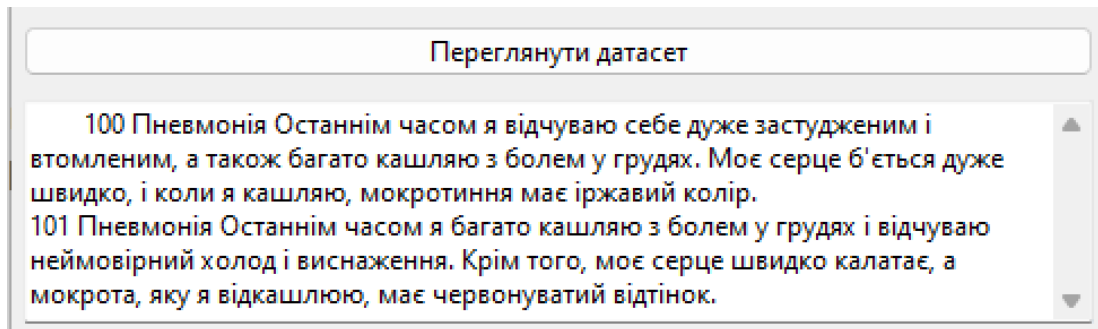 Переглянути датасет
100 Пневмонія Останнім часом я відчуваю себе дуже застудженим і
втомленим, а також багато кашляю з болем у грудях. Моє серце б'ється дуже
швидко, і коли я кашляю, мокротиння має іржавий колір.
101 Пневмонія Останнім часом я багато кашляю з болем у грудях і відчуваю
неймовірний холод і виснаження. Крім того, моє серце швидко калатає, а
мокрота, яку я відкашлюю, має червонуватий відтінок.